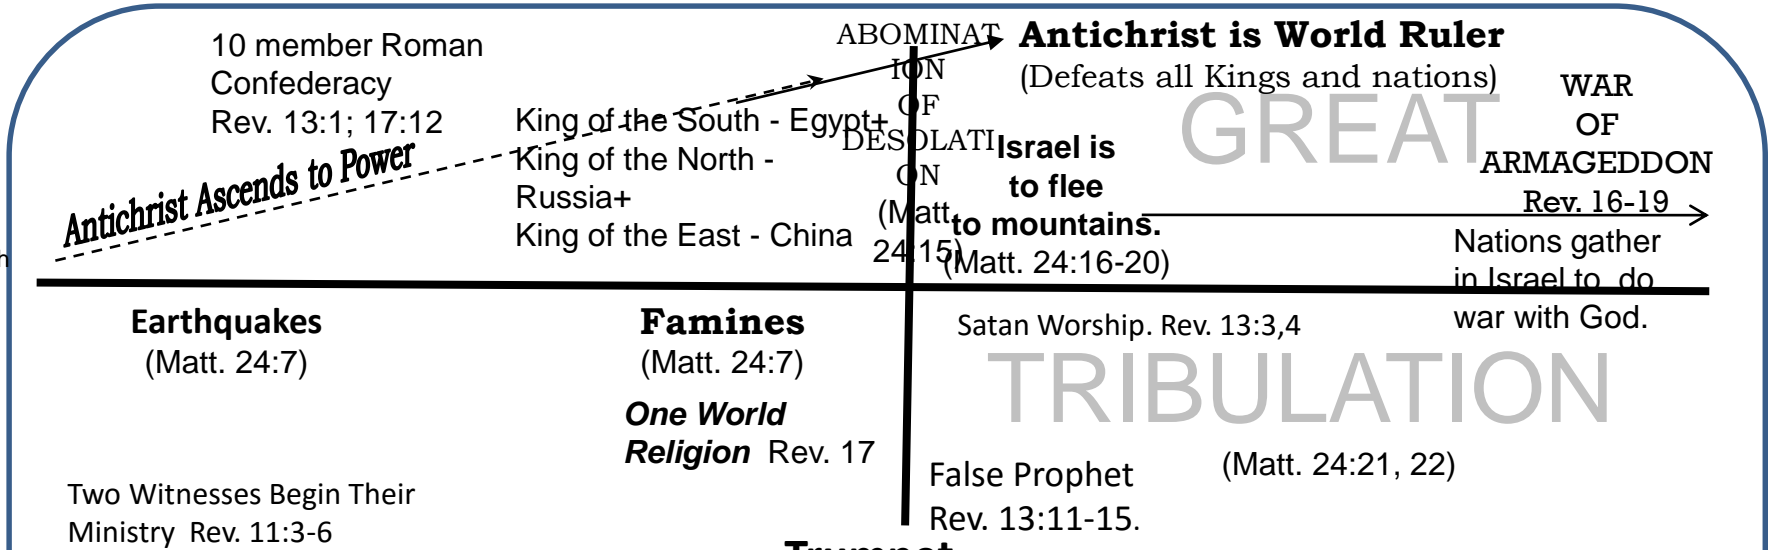 10 member Roman
Confederacy
Rev. 13:1; 17:12
Antichrist Ascends to Power
King of the South - Egypt+
King of the North -
Russia+
King of the East - China
ABOMINAT
ION
OF
DESOLATI
ON
(Matt.
24:15)
Antichrist is World Ruler
(Defeats all Kings and nations)
Israel is
to flee
to mountains.
(Matt. 24:16-20)
GREAT
WAR
OF
ARMAGEDDON
Rev. 16-19
Nations gather
in Israel to do
war with God.
Earthquakes
(Matt. 24:7)
Famines
(Matt. 24:7)
One World
Religion Rev. 17
Two Witnesses Begin Their
Ministry Rev. 11:3-6
Satan Worship. Rev. 13:3,4
TRIBULATION
(Matt. 24:21, 22)
False Prophet
Rev. 13:11-15.
Trumpet